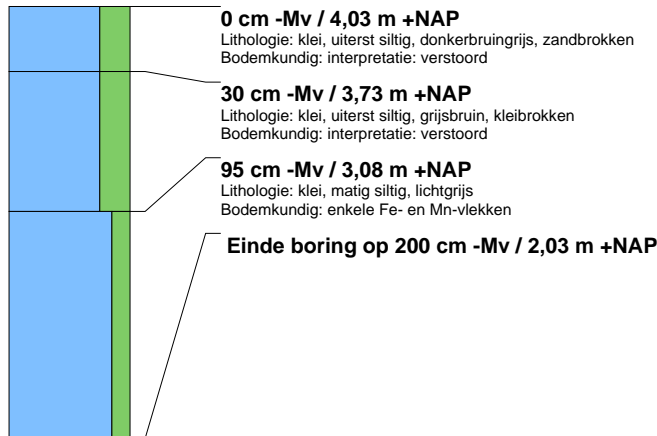 0 cm -Mv / 4,03 m +NAP
Lithologie: klei, uiterst siltig, donkerbruingrijs, zandbrokken
Bodemkundig: interpretatie: verstoord
30 cm -Mv / 3,73 m +NAP
Lithologie: klei, uiterst siltig, grijsbruin, kleibrokken
Bodemkundig: interpretatie: verstoord
95 cm -Mv / 3,08 m +NAP
Lithologie: klei, matig siltig, lichtgrijs
Bodemkundig: enkele Fe- en Mn-vlekken
Einde boring op 200 cm -Mv / 2,03 m +NAP